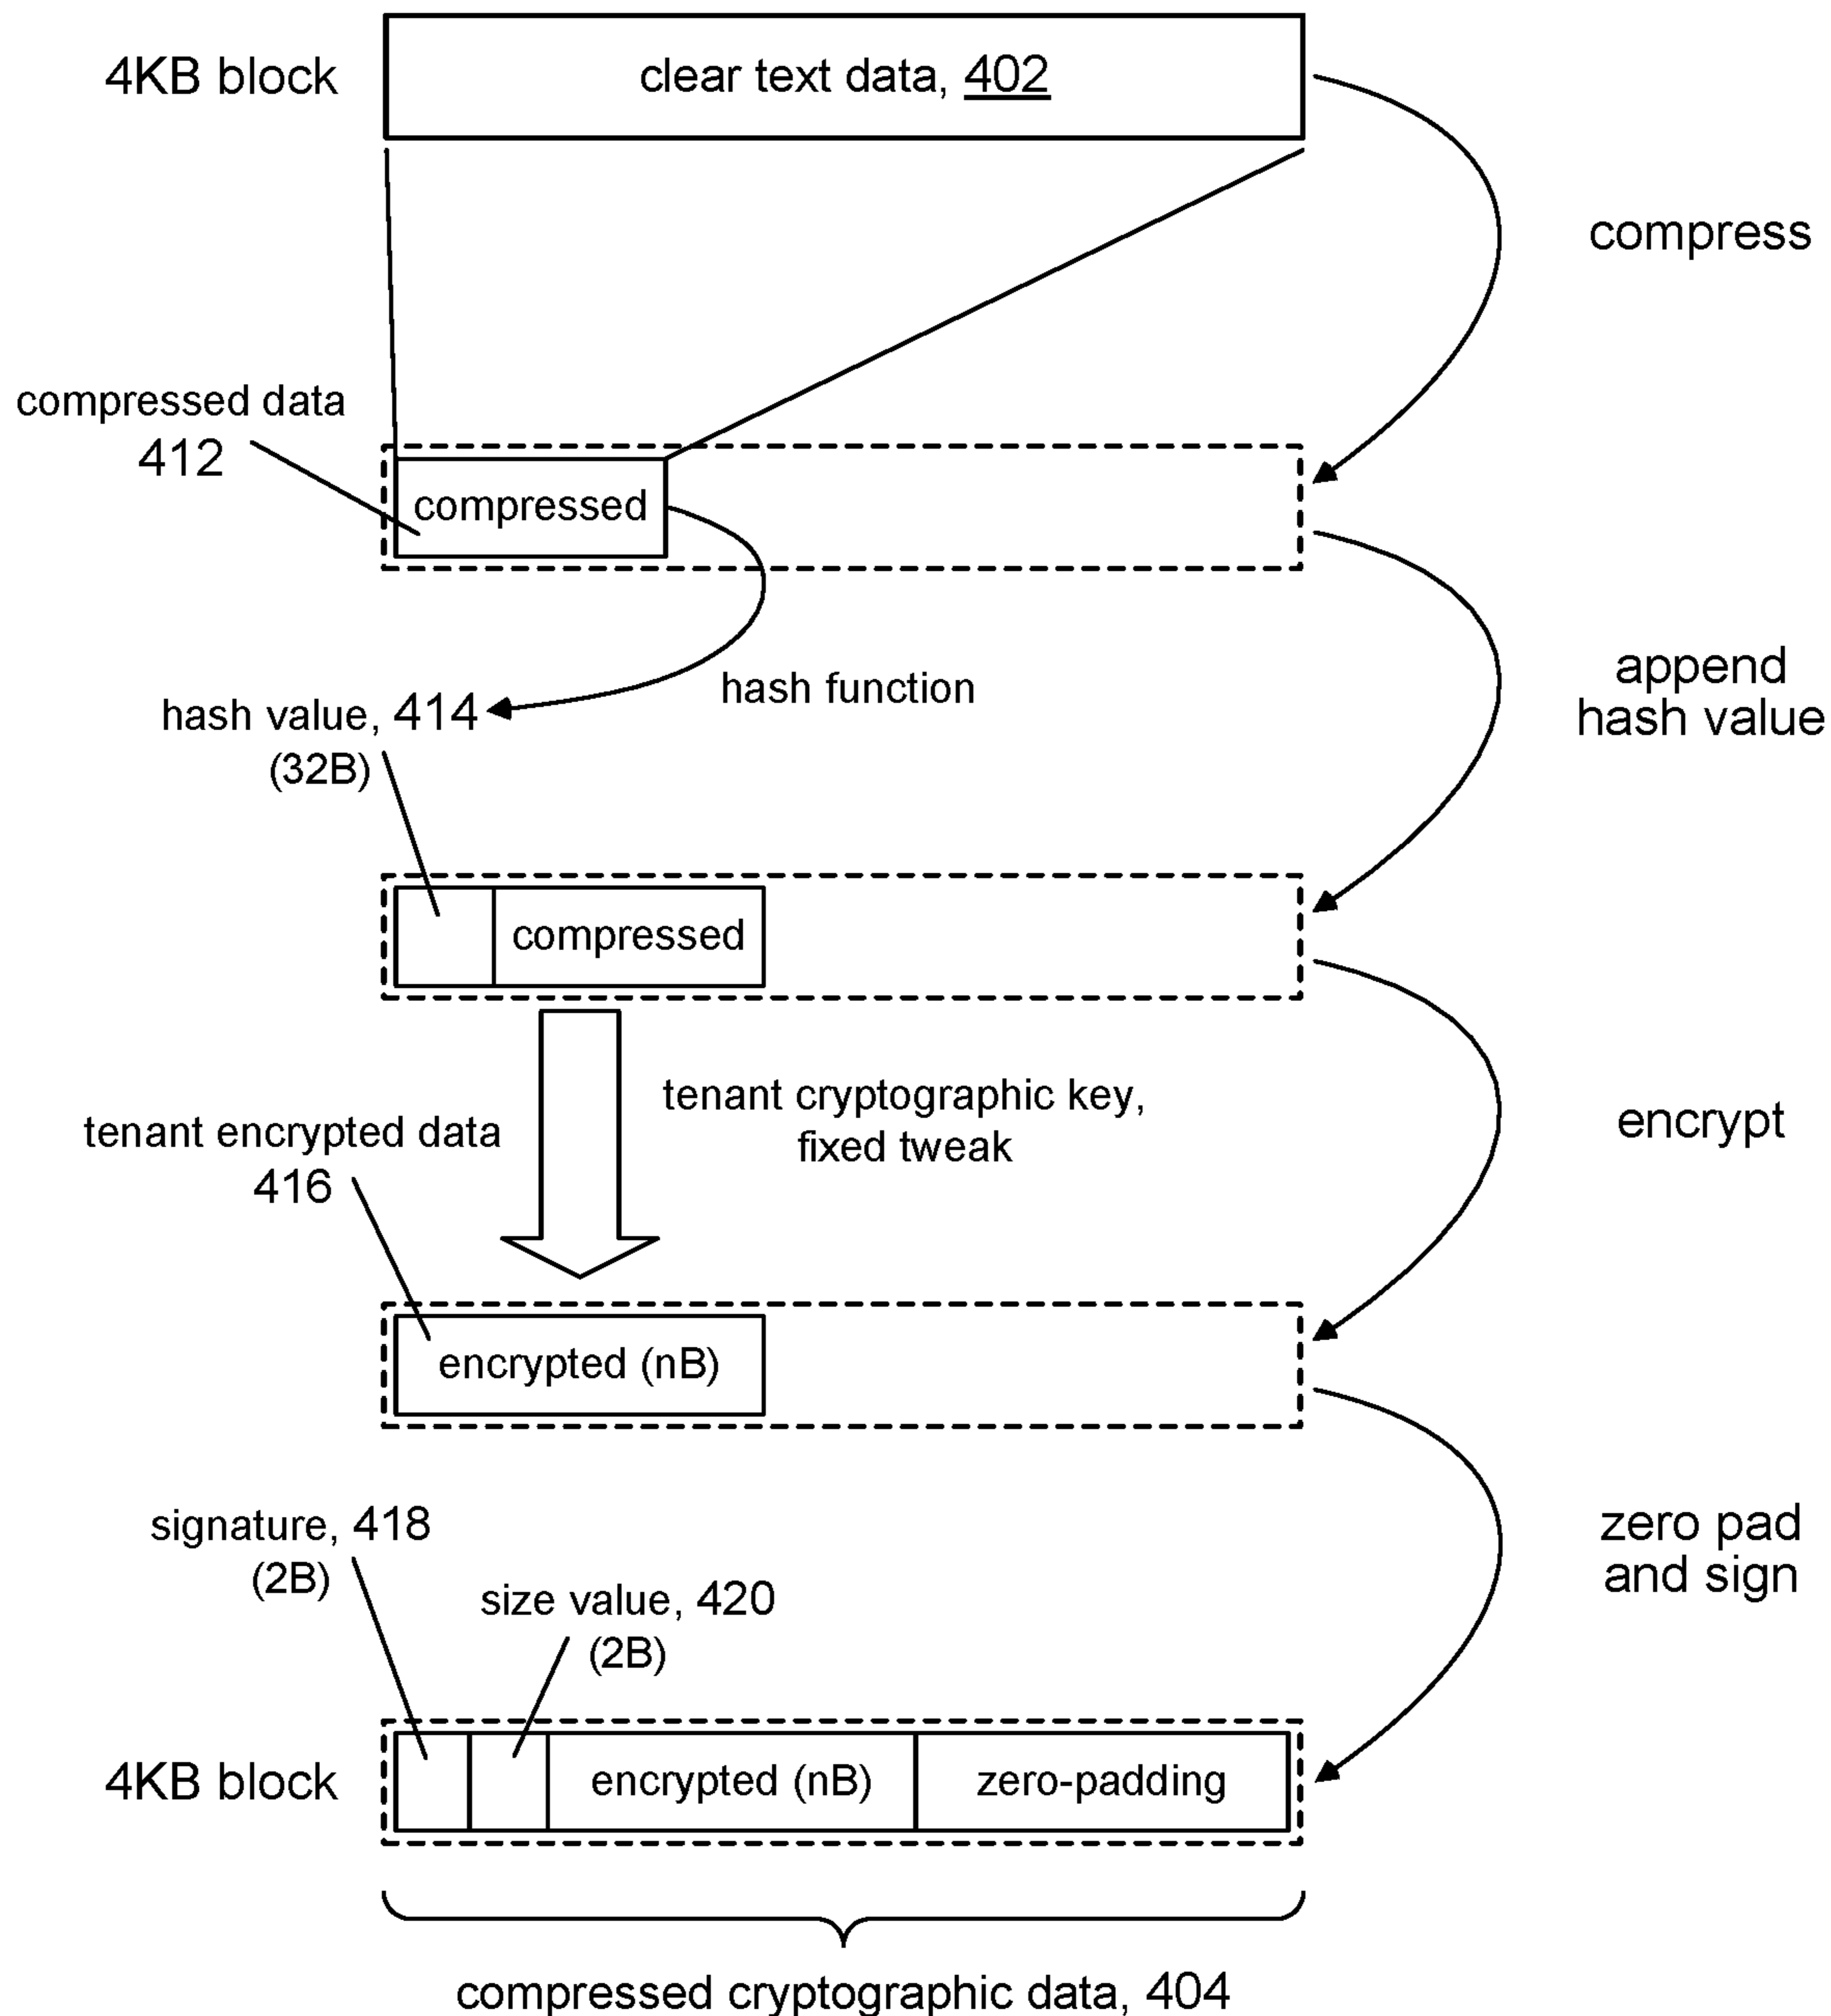 4KB block
clear text data, 402
compress
compressed data
412
compressed
hash function
append
hash value
hash value, 414
(32B)
compressed
tenant cryptographic key,
fixed tweak
encrypt
tenant encrypted data
416
encrypted (nB)
signature, 418
(2B)
zero pad
and sign
size value, 420
(2B)
4KB block
encrypted (nB)
zero-padding
compressed cryptographic data, 404